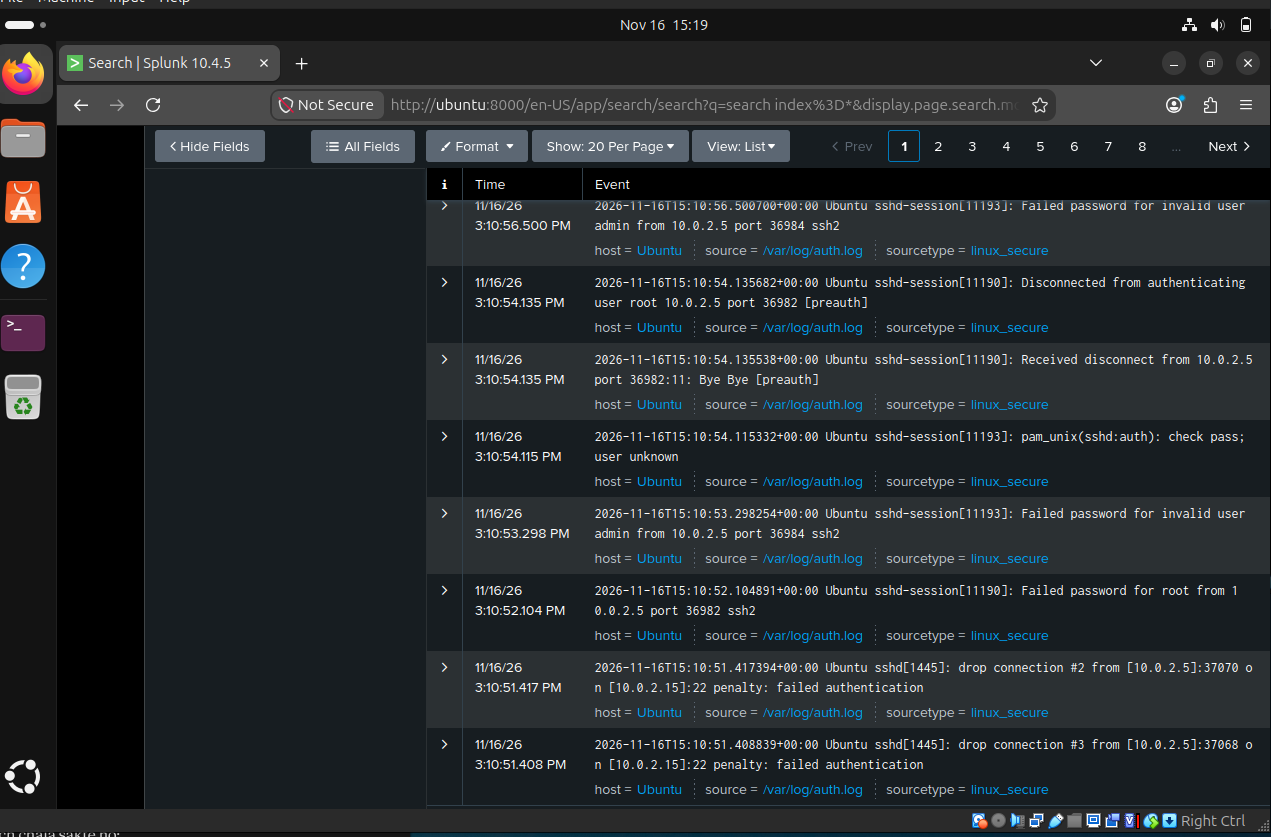 File Machine Input Help
Nov 16 15:19
Search | Splunk 10.4.5
Not Secure
http://ubuntu:8000/en-US/app/search/search?q=search index%3D*&display.page.search.mo
Hide Fields
All Fields
Format
Show: 20 Per Page
View: List
Prev
1
2
3
4
5
6
7
8
...
Next
i
Time
Event
11/16/26
3:10:56.500 PM
2026-11-16T15:10:56.500700+00:00 Ubuntu sshd-session[11193]: Failed password for invalid user
admin from 10.0.2.5 port 36984 ssh2
host = Ubuntu source = /var/log/auth.log sourcetype = linux_secure
11/16/26
3:10:54.135 PM
2026-11-16T15:10:54.135682+00:00 Ubuntu sshd-session[11190]: Disconnected from authenticating
user root 10.0.2.5 port 36982 [preauth]
host = Ubuntu source = /var/log/auth.log sourcetype = linux_secure
11/16/26
3:10:54.135 PM
2026-11-16T15:10:54.135538+00:00 Ubuntu sshd-session[11190]: Received disconnect from 10.0.2.5
port 36982:11: Bye Bye [preauth]
host = Ubuntu source = /var/log/auth.log sourcetype = linux_secure
11/16/26
3:10:54.115 PM
2026-11-16T15:10:54.115332+00:00 Ubuntu sshd-session[11193]: pam_unix(sshd:auth): check pass;
user unknown
host = Ubuntu source = /var/log/auth.log sourcetype = linux_secure
11/16/26
3:10:53.298 PM
2026-11-16T15:10:53.298254+00:00 Ubuntu sshd-session[11193]: Failed password for invalid user
admin from 10.0.2.5 port 36984 ssh2
host = Ubuntu source = /var/log/auth.log sourcetype = linux_secure
11/16/26
3:10:52.104 PM
2026-11-16T15:10:52.104891+00:00 Ubuntu sshd-session[11190]: Failed password for root from 1
0.0.2.5 port 36982 ssh2
host = Ubuntu source = /var/log/auth.log sourcetype = linux_secure
11/16/26
3:10:51.417 PM
2026-11-16T15:10:51.417394+00:00 Ubuntu sshd[1445]: drop connection #2 from [10.0.2.5]:37070 o
n [10.0.2.15]:22 penalty: failed authentication
host = Ubuntu source = /var/log/auth.log sourcetype = linux_secure
11/16/26
3:10:51.408 PM
2026-11-16T15:10:51.408839+00:00 Ubuntu sshd[1445]: drop connection #3 from [10.0.2.5]:37068 o
n [10.0.2.15]:22 penalty: failed authentication
host = Ubuntu source = /var/log/auth.log sourcetype = linux_secure
Right Ctrl